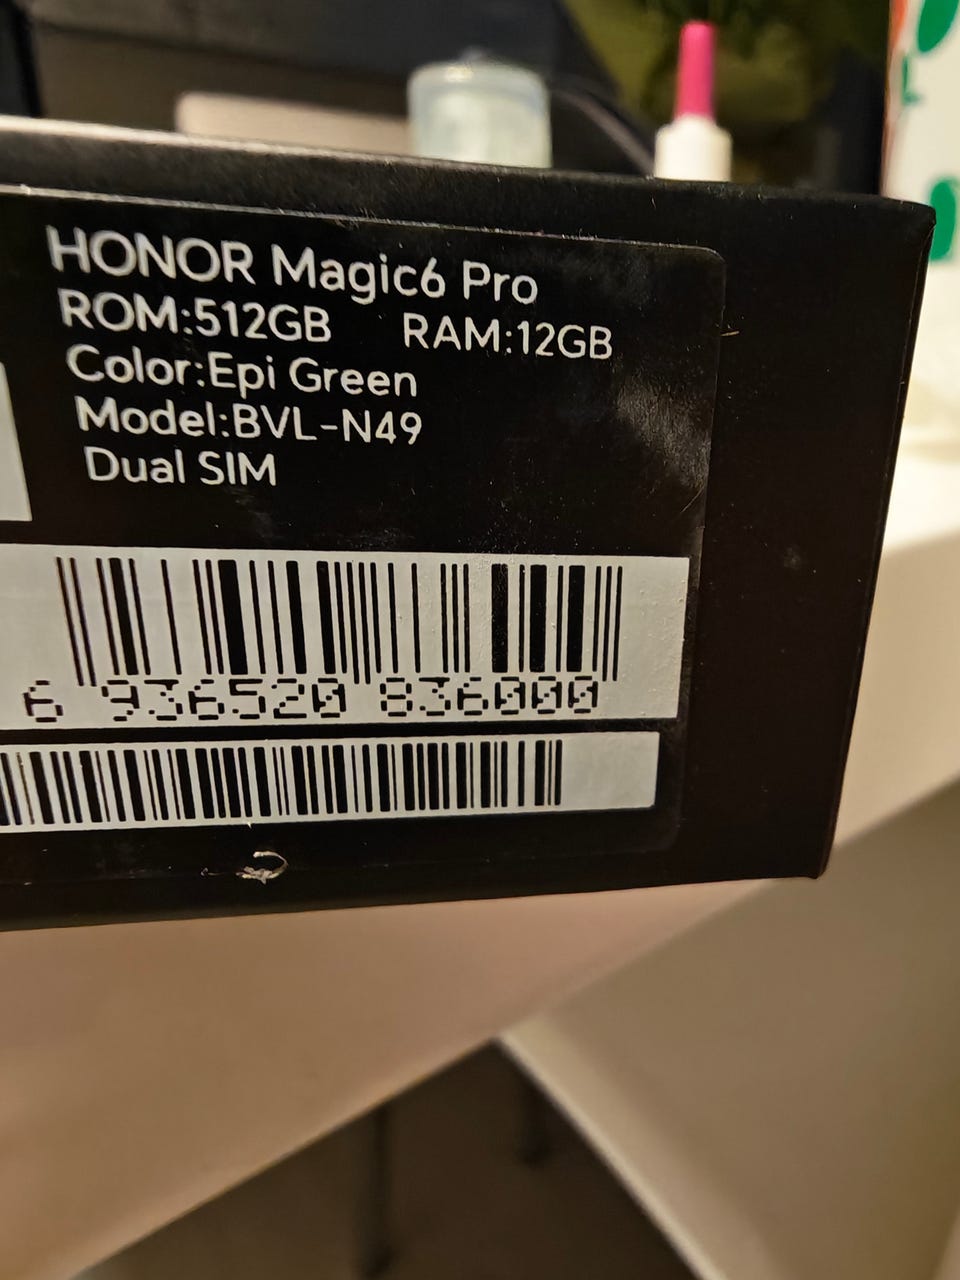 HONOR Magic6 Pro
ROM:512GB RAM:12GB
Color:Epi Green
Model:BVL-N49
Dual SIM
6 936520 836000